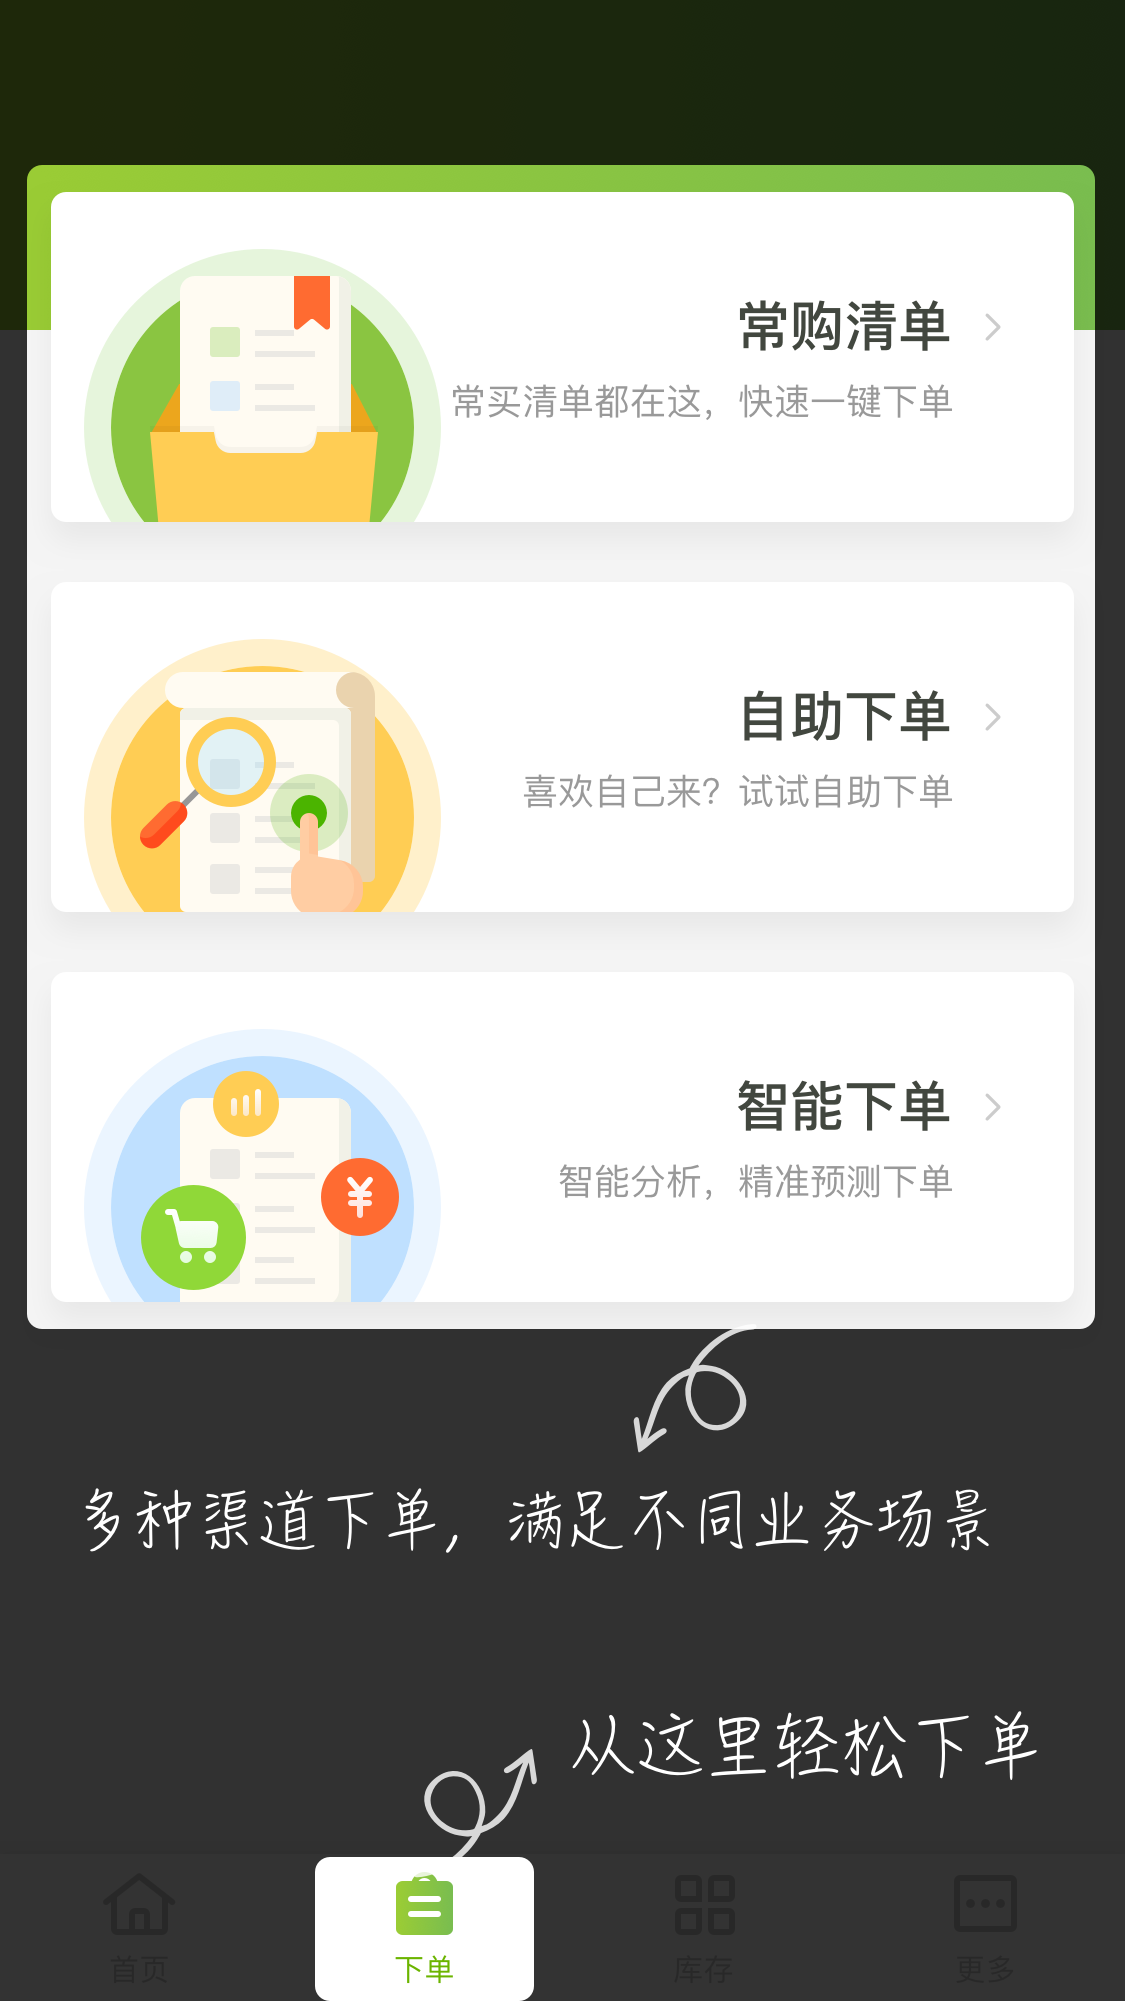 常购清单
常买清单都在这，快速一键下单
自助下单
喜欢自己来？试试自助下单
¥
智能下单
智能分析，精准预测下单
多种渠道下单，满足不同业务场景
从这里轻松下单
首页
下单
库存
更多